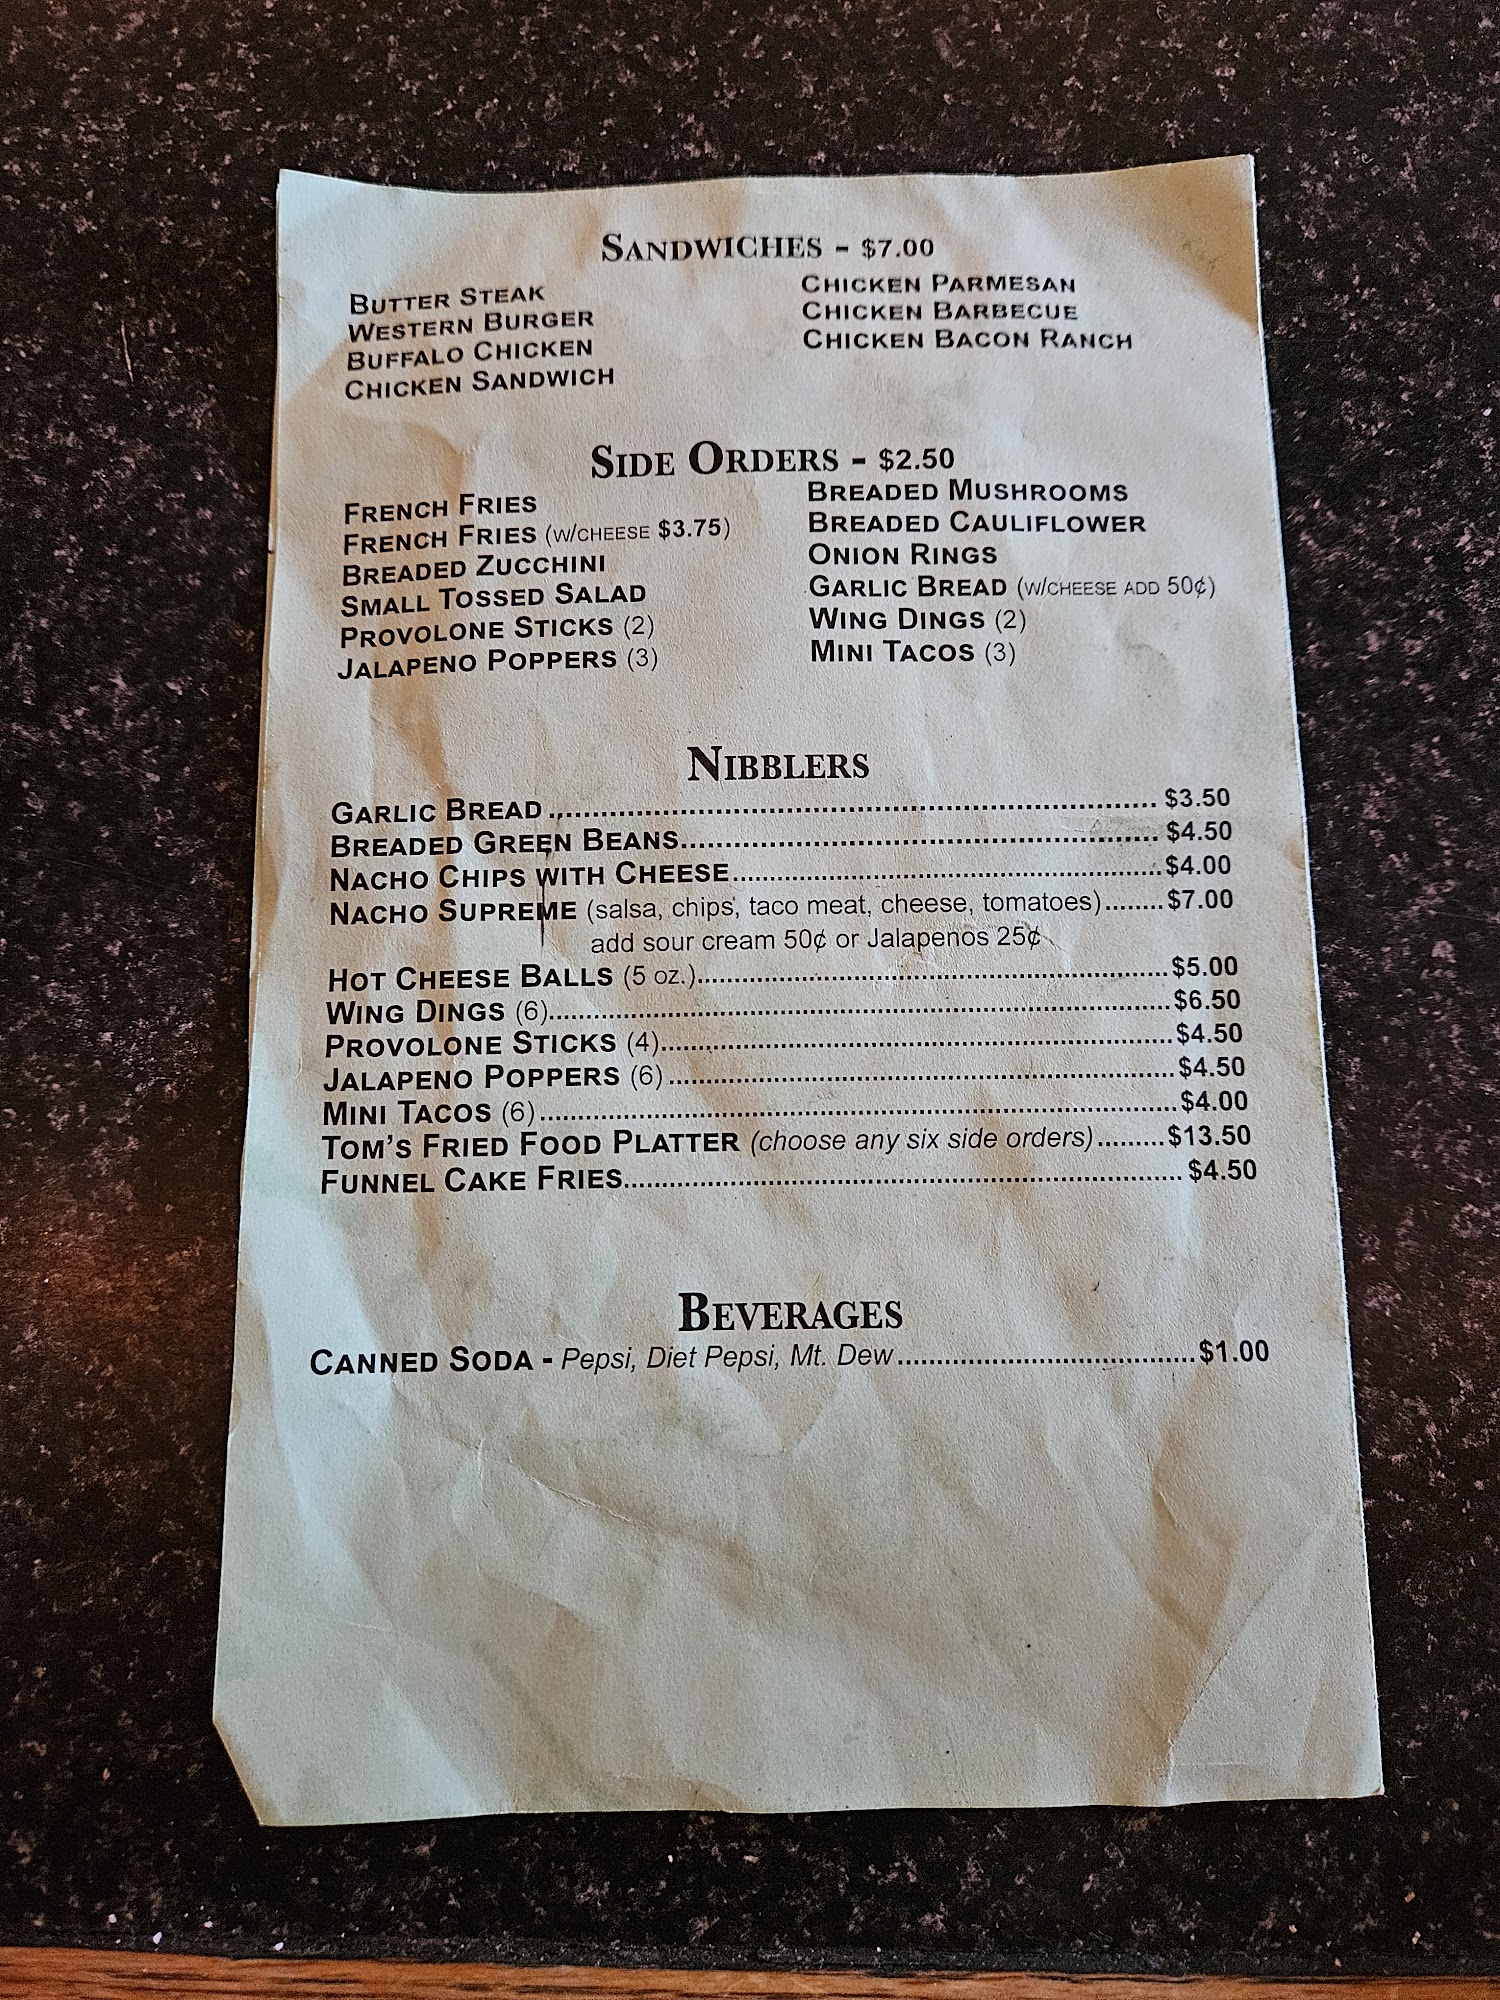 SANDWICHES - $7.00
BUTTER STEAK
WESTERN BURGER
BUFFALO CHICKEN
CHICKEN SANDWICH
CHICKEN PARMESAN
CHICKEN BARBECUE
CHICKEN BACON RANCH
SIDE ORDERS - $2.50
FRENCH FRIES
FRENCH FRIES (W/CHEESE $3.75)
BREADED ZUCCHINI
SMALL TOSSED SALAD
PROVOLONE STICKS (2)
JALAPENO POPPERS (3)
BREADED MUSHROOMS
BREADED CAULIFLOWER
ONION RINGS
GARLIC BREAD (W/CHEESE ADD 50¢)
WING DINGS (2)
MINI TACOS (3)
NIBBLERS
GARLIC BREAD ........ $3.50
BREADED GREEN BEANS........ $4.50
NACHO CHIPS WITH CHEESE........ $4.00
NACHO SUPREME (salsa, chips, taco meat, cheese, tomatoes)........ $7.00
add sour cream 50¢ or Jalapenos 25¢
HOT CHEESE BALLS (5 OZ.)........ $5.00
WING DINGS (6)........ $6.50
PROVOLONE STICKS (4)........ $4.50
JALAPENO POPPERS (6)........ $4.50
MINI TACOS (6)........ $4.00
TOM'S FRIED FOOD PLATTER (choose any six side orders)........ $13.50
FUNNEL CAKE FRIES........ $4.50
BEVERAGES
CANNED SODA - Pepsi, Diet Pepsi, Mt. Dew........ $1.00